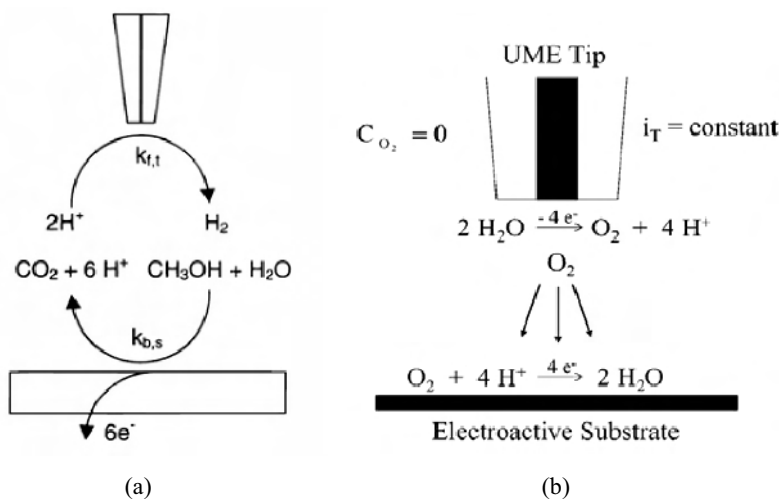 k_f,t
2H⁺ H₂
CO₂ + 6 H⁺ CH₃OH + H₂O
k_b,s
6e⁻
(a)
UME Tip
C_O₂ = 0 i_T = constant
2 H₂O - 4 e⁻ → O₂ + 4 H⁺
O₂
O₂ + 4 H⁺ 4 e⁻ → 2 H₂O
Electroactive Substrate
(b)